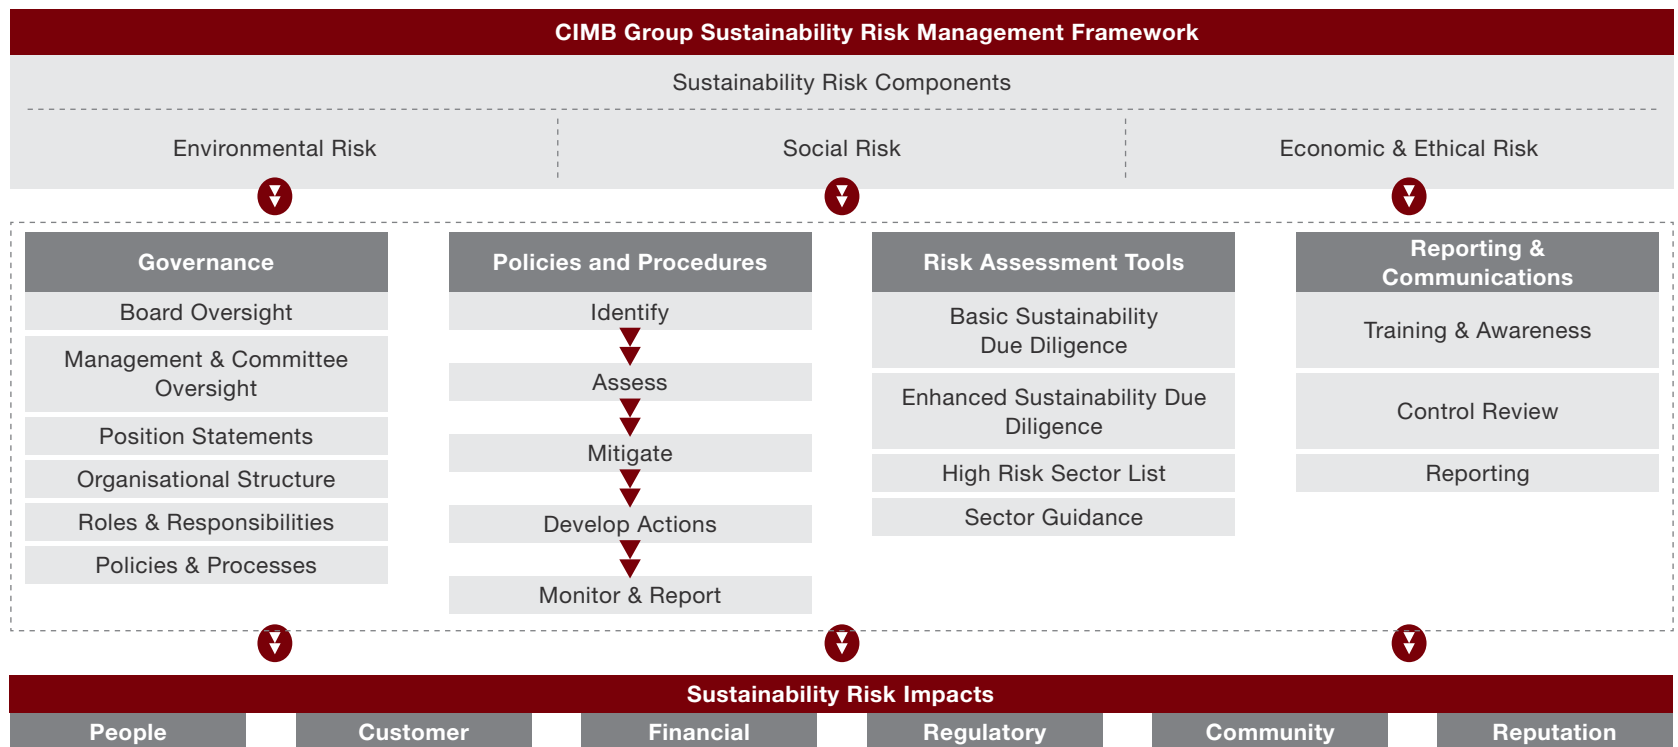 CIMB Group Sustainability Risk Management Framework
Sustainability Risk Components
Environmental Risk
Social Risk
Economic & Ethical Risk
Governance
Board Oversight
Management & Committee
Oversight
Position Statements
Organisational Structure
Roles & Responsibilities
Policies & Processes
Policies and Procedures
Identify
Assess
Mitigate
Develop Actions
Monitor & Report
Risk Assessment Tools
Basic Sustainability
Due Diligence
Enhanced Sustainability Due
Diligence
High Risk Sector List
Sector Guidance
Reporting &
Communications
Training & Awareness
Control Review
Reporting
Sustainability Risk Impacts
People
Customer
Financial
Regulatory
Community
Reputation